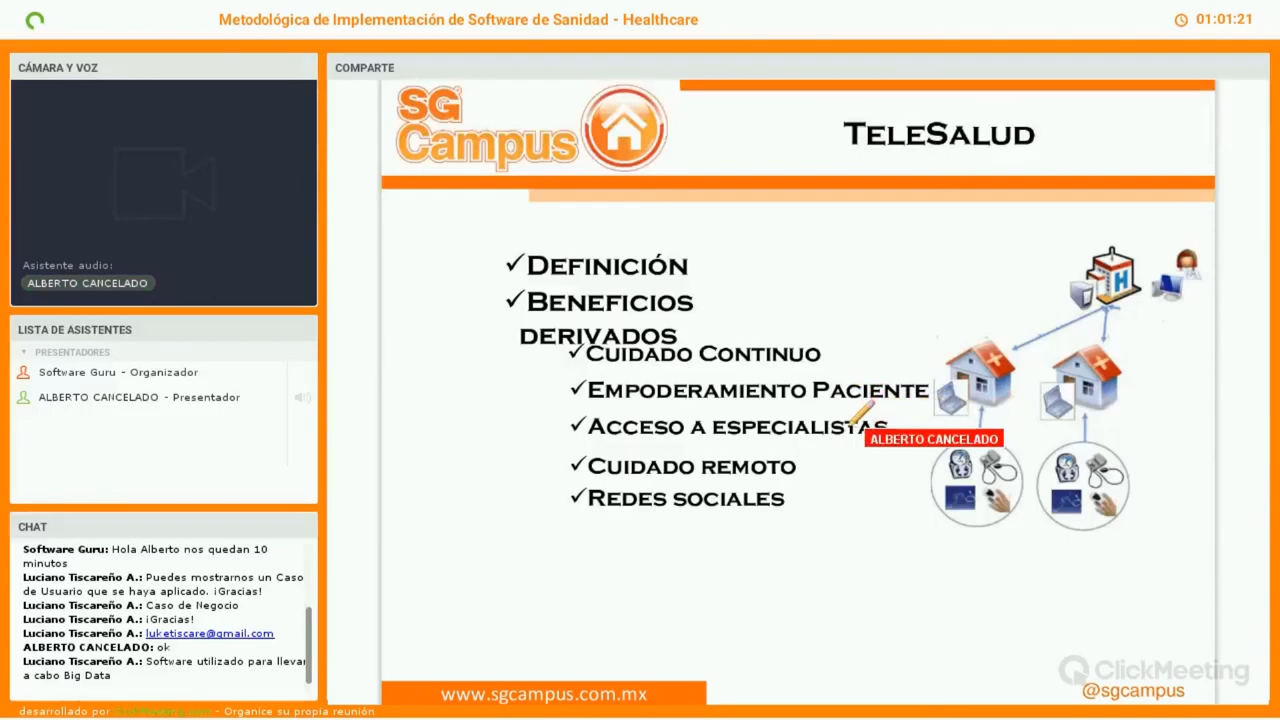 Metodológica de Implementación de Software de Sanidad - Healthcare
01:01:21
CÁMARA Y VOZ
Asistente audio:
ALBERTO CANCELADO
LISTA DE ASISTENTES
PRESENTADORES
Software Guru - Organizador
ALBERTO CANCELADO - Presentador
CHAT
Software Guru: Hola Alberto nos quedan 10
minutos
Luciano Tiscareño A.: Puedes mostrarnos un Caso
de Usuario que se haya aplicado. ¡Gracias!
Luciano Tiscareño A.: Caso de Negocio
Luciano Tiscareño A.: ¡Gracias!
Luciano Tiscareño A.: luketiscare@gmail.com
ALBERTO CANCELADO: ok
Luciano Tiscareño A.: Software utilizado para llevar
a cabo Big Data
COMPARTE
SG
Campus
TELESALUD
✓DEFINICIÓN
✓BENEFICIOS
DERIVADOS
✓CUIDADO CONTINUO
✓EMPODERAMIENTO PACIENTE
✓ACCESO A ESPECIALISTAS
ALBERTO CANCELADO
✓CUIDADO REMOTO
✓REDES SOCIALES
H
www.sgcampus.com.mx
ClickMeeting
@sgcampus
desarrollado por ClickMeeting.com - Organice su propia reunión